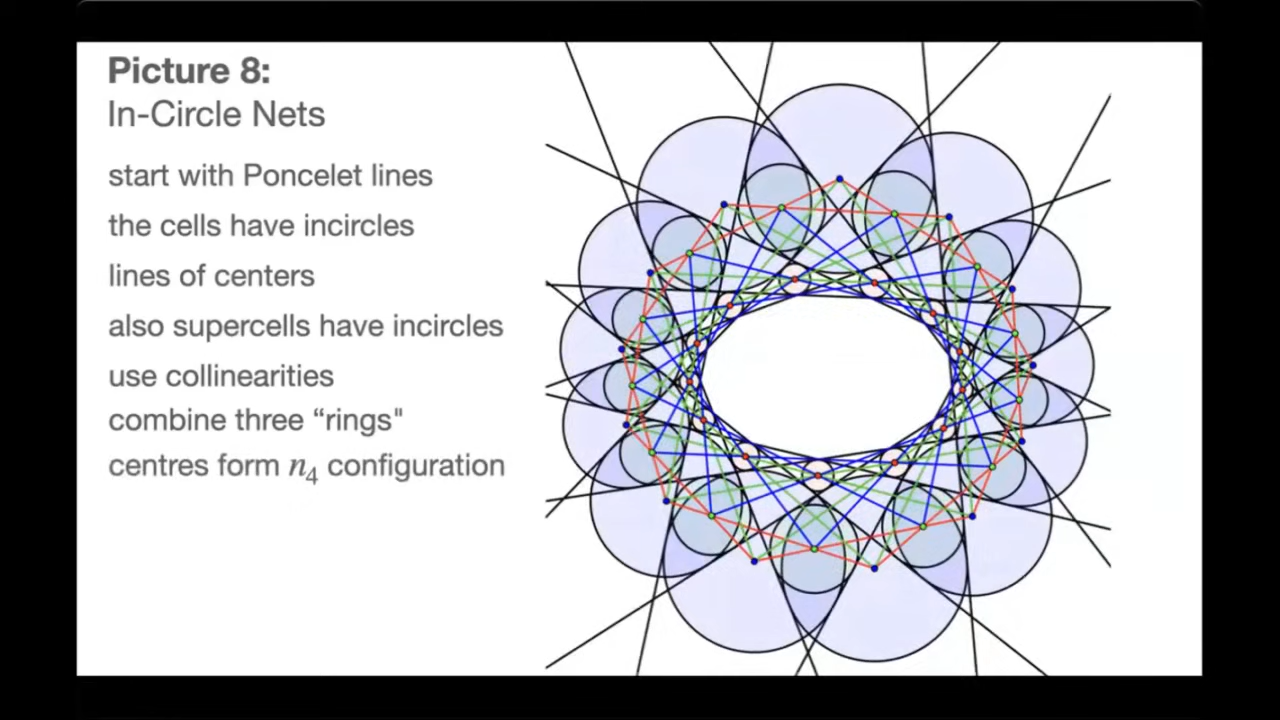 Picture 8:
In-Circle Nets
start with Poncelet lines
the cells have incircles
lines of centers
also supercells have incircles
use collinearities
combine three “rings"
centres form n₄ configuration